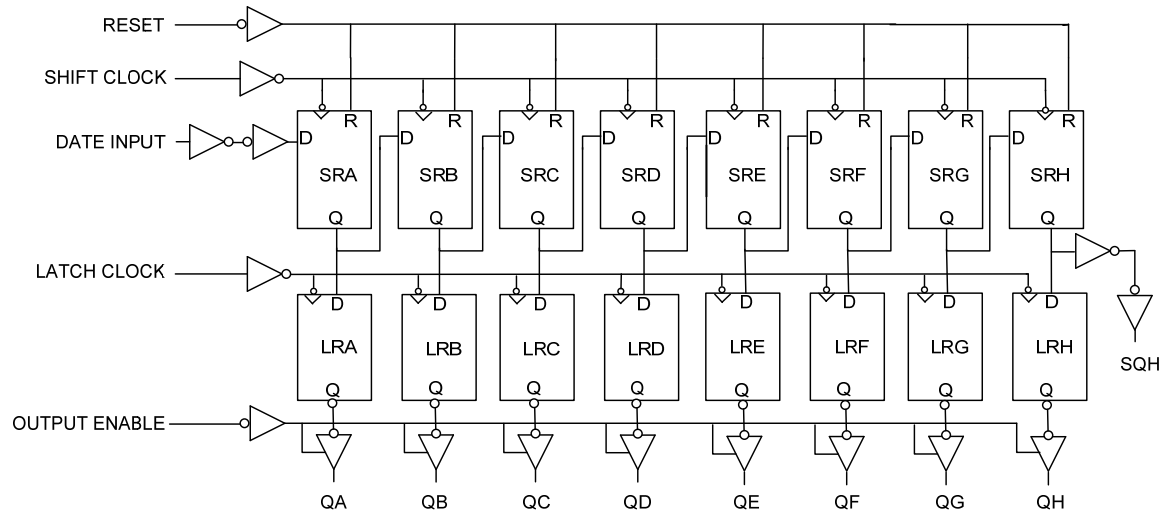 RESET
SHIFT CLOCK
R R R R R R R R
DATE INPUT
D D D D D D D D
SRA SRB SRC SRD SRE SRF SRG SRH
Q Q Q Q Q Q Q Q
LATCH CLOCK
D D D D D D D D
LRA LRB LRC LRD LRE LRF LRG LRH
SQH
Q Q Q Q Q Q Q Q
OUTPUT ENABLE
QA QB QC QD QE QF QG QH